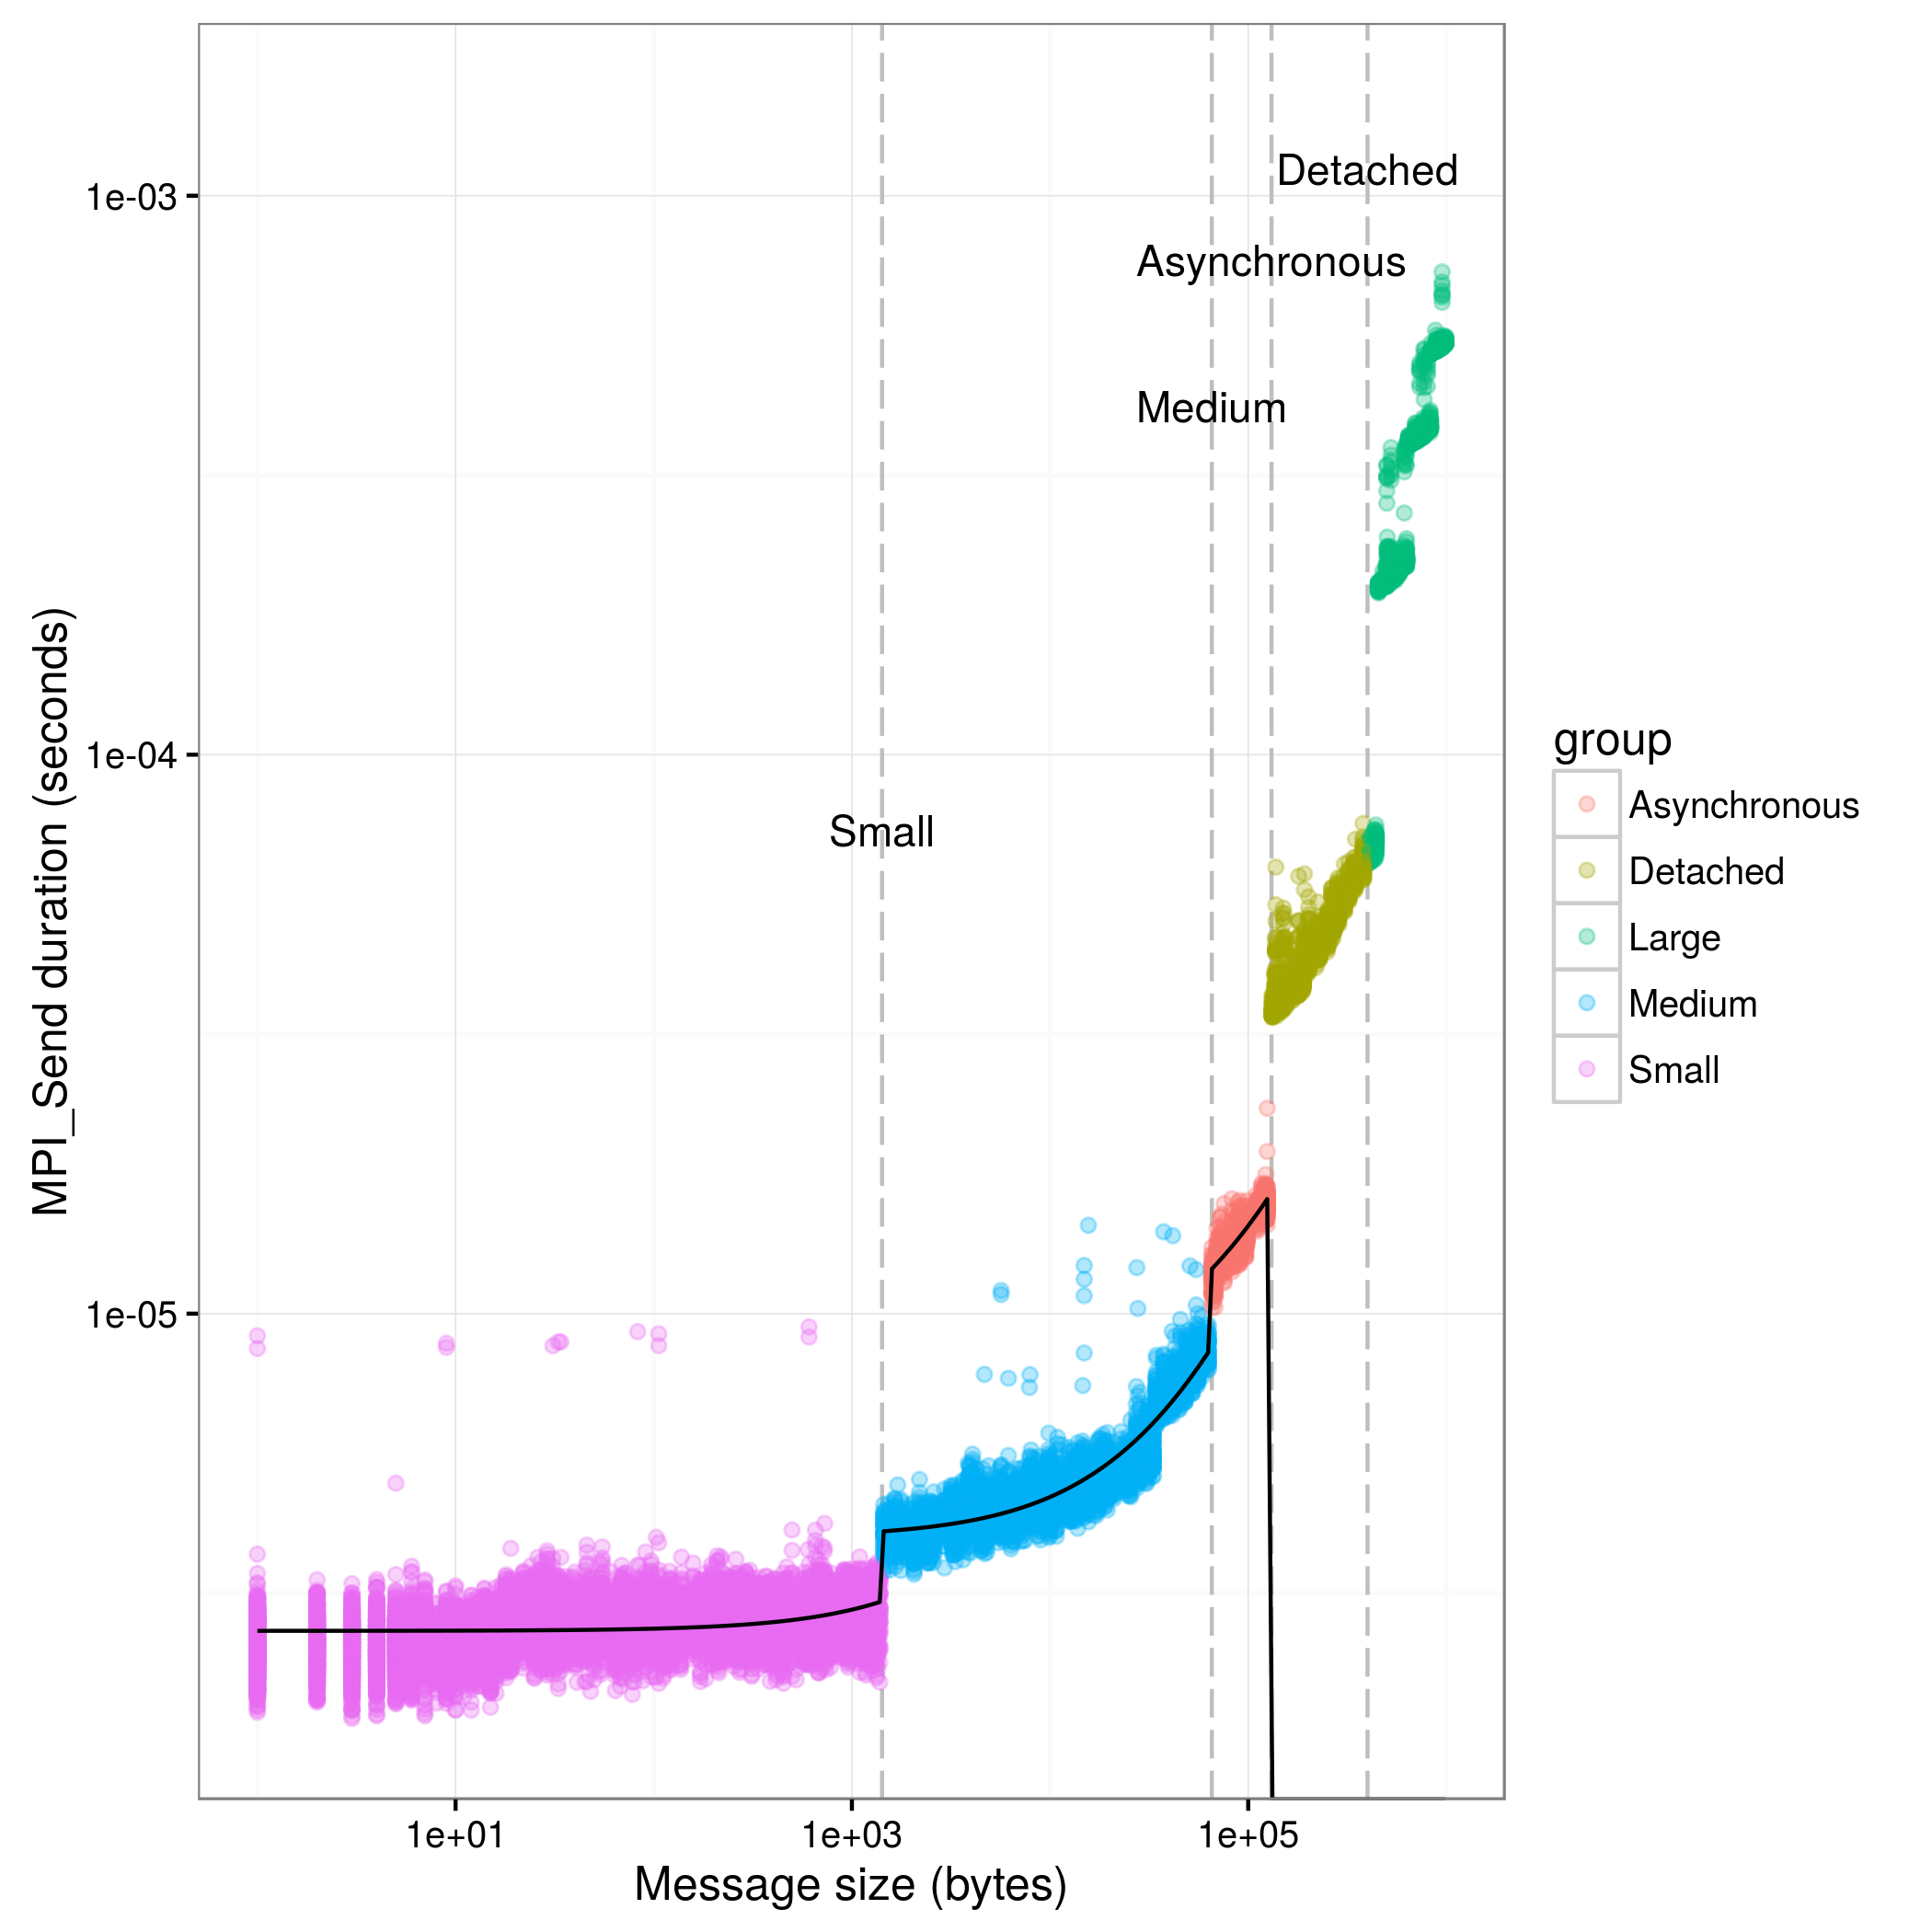 Detached
1e-03
Asynchronous
Medium
1e-04
Small
1e-05
MPI_Send duration (seconds)
1e+01
1e+03
1e+05
Message size (bytes)
group
Asynchronous
Detached
Large
Medium
Small